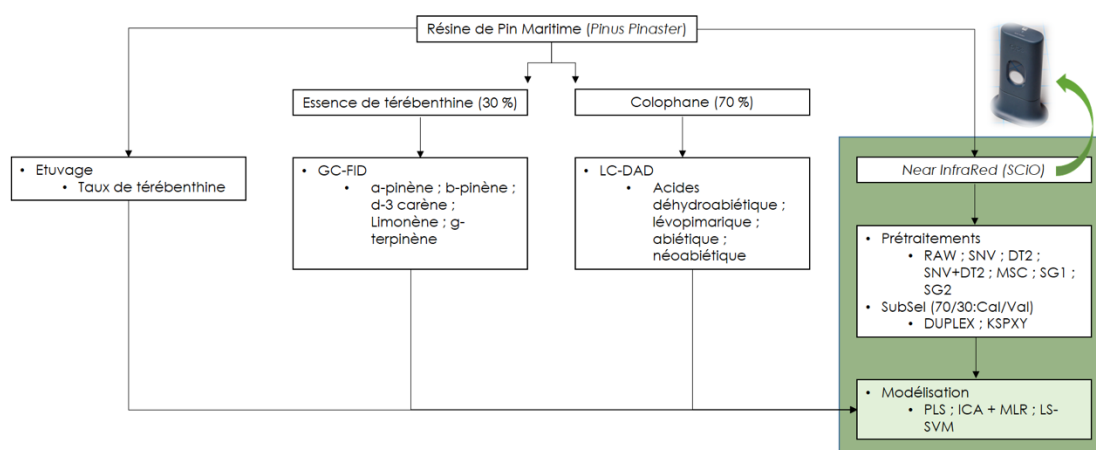 Résine de Pin Maritime (Pinus Pinaster)
Essence de térébenthine (30 %)
Colophane (70 %)
• Etuvage
• Taux de térébenthine
• GC-FID
• a-pinène ; b-pinène ;
d-3 carène ;
Limonène ; g-
terpinène
• LC-DAD
• Acides
déhydroabiétique ;
lévopimarique ;
abiétique ;
néoabiétique
Near InfraRed (SCIO)
• Prétraitements
• RAW ; SNV ; DT2 ;
SNV+DT2 ; MSC ; SG1 ;
SG2
• SubSel (70/30:Cal/Val)
• DUPLEX ; KSPXY
• Modélisation
• PLS ; ICA + MLR ; LS-
SVM